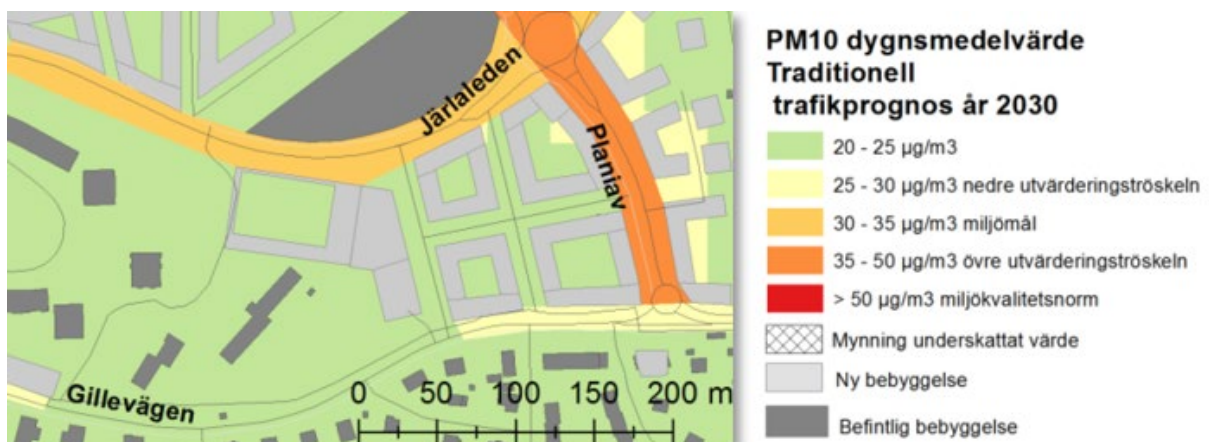 Järlaleden
Planiav
Gillevägen
0 50 100 150 200 m
PM10 dygnsmedelvärde
Traditionell
trafikprognos år 2030
20 - 25 µg/m3
25 - 30 µg/m3 nedre utvärderingströskeln
30 - 35 µg/m3 miljömål
35 - 50 µg/m3 övre utvärderingströskeln
> 50 µg/m3 miljökvalitetsnorm
Mynning underskattat värde
Ny bebyggelse
Befintlig bebyggelse